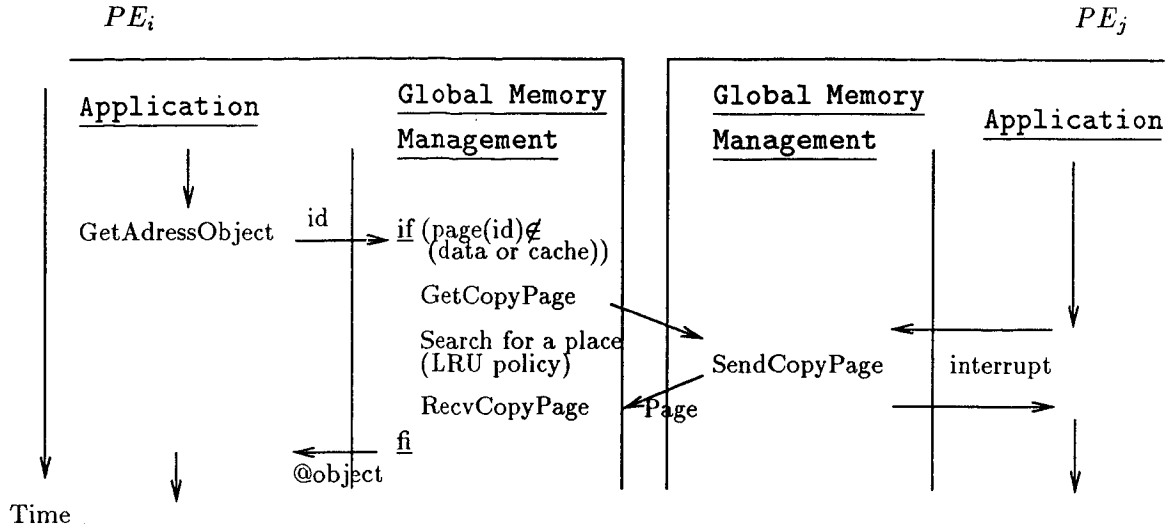 PE_i
PE_j
Application
Global Memory
Management
Global Memory
Management
Application
GetAdressObject
id
if (page(id)∉
(data or cache))
GetCopyPage
Search for a place
(LRU policy)
SendCopyPage
interrupt
RecvCopyPage
Page
fi
@object
Time